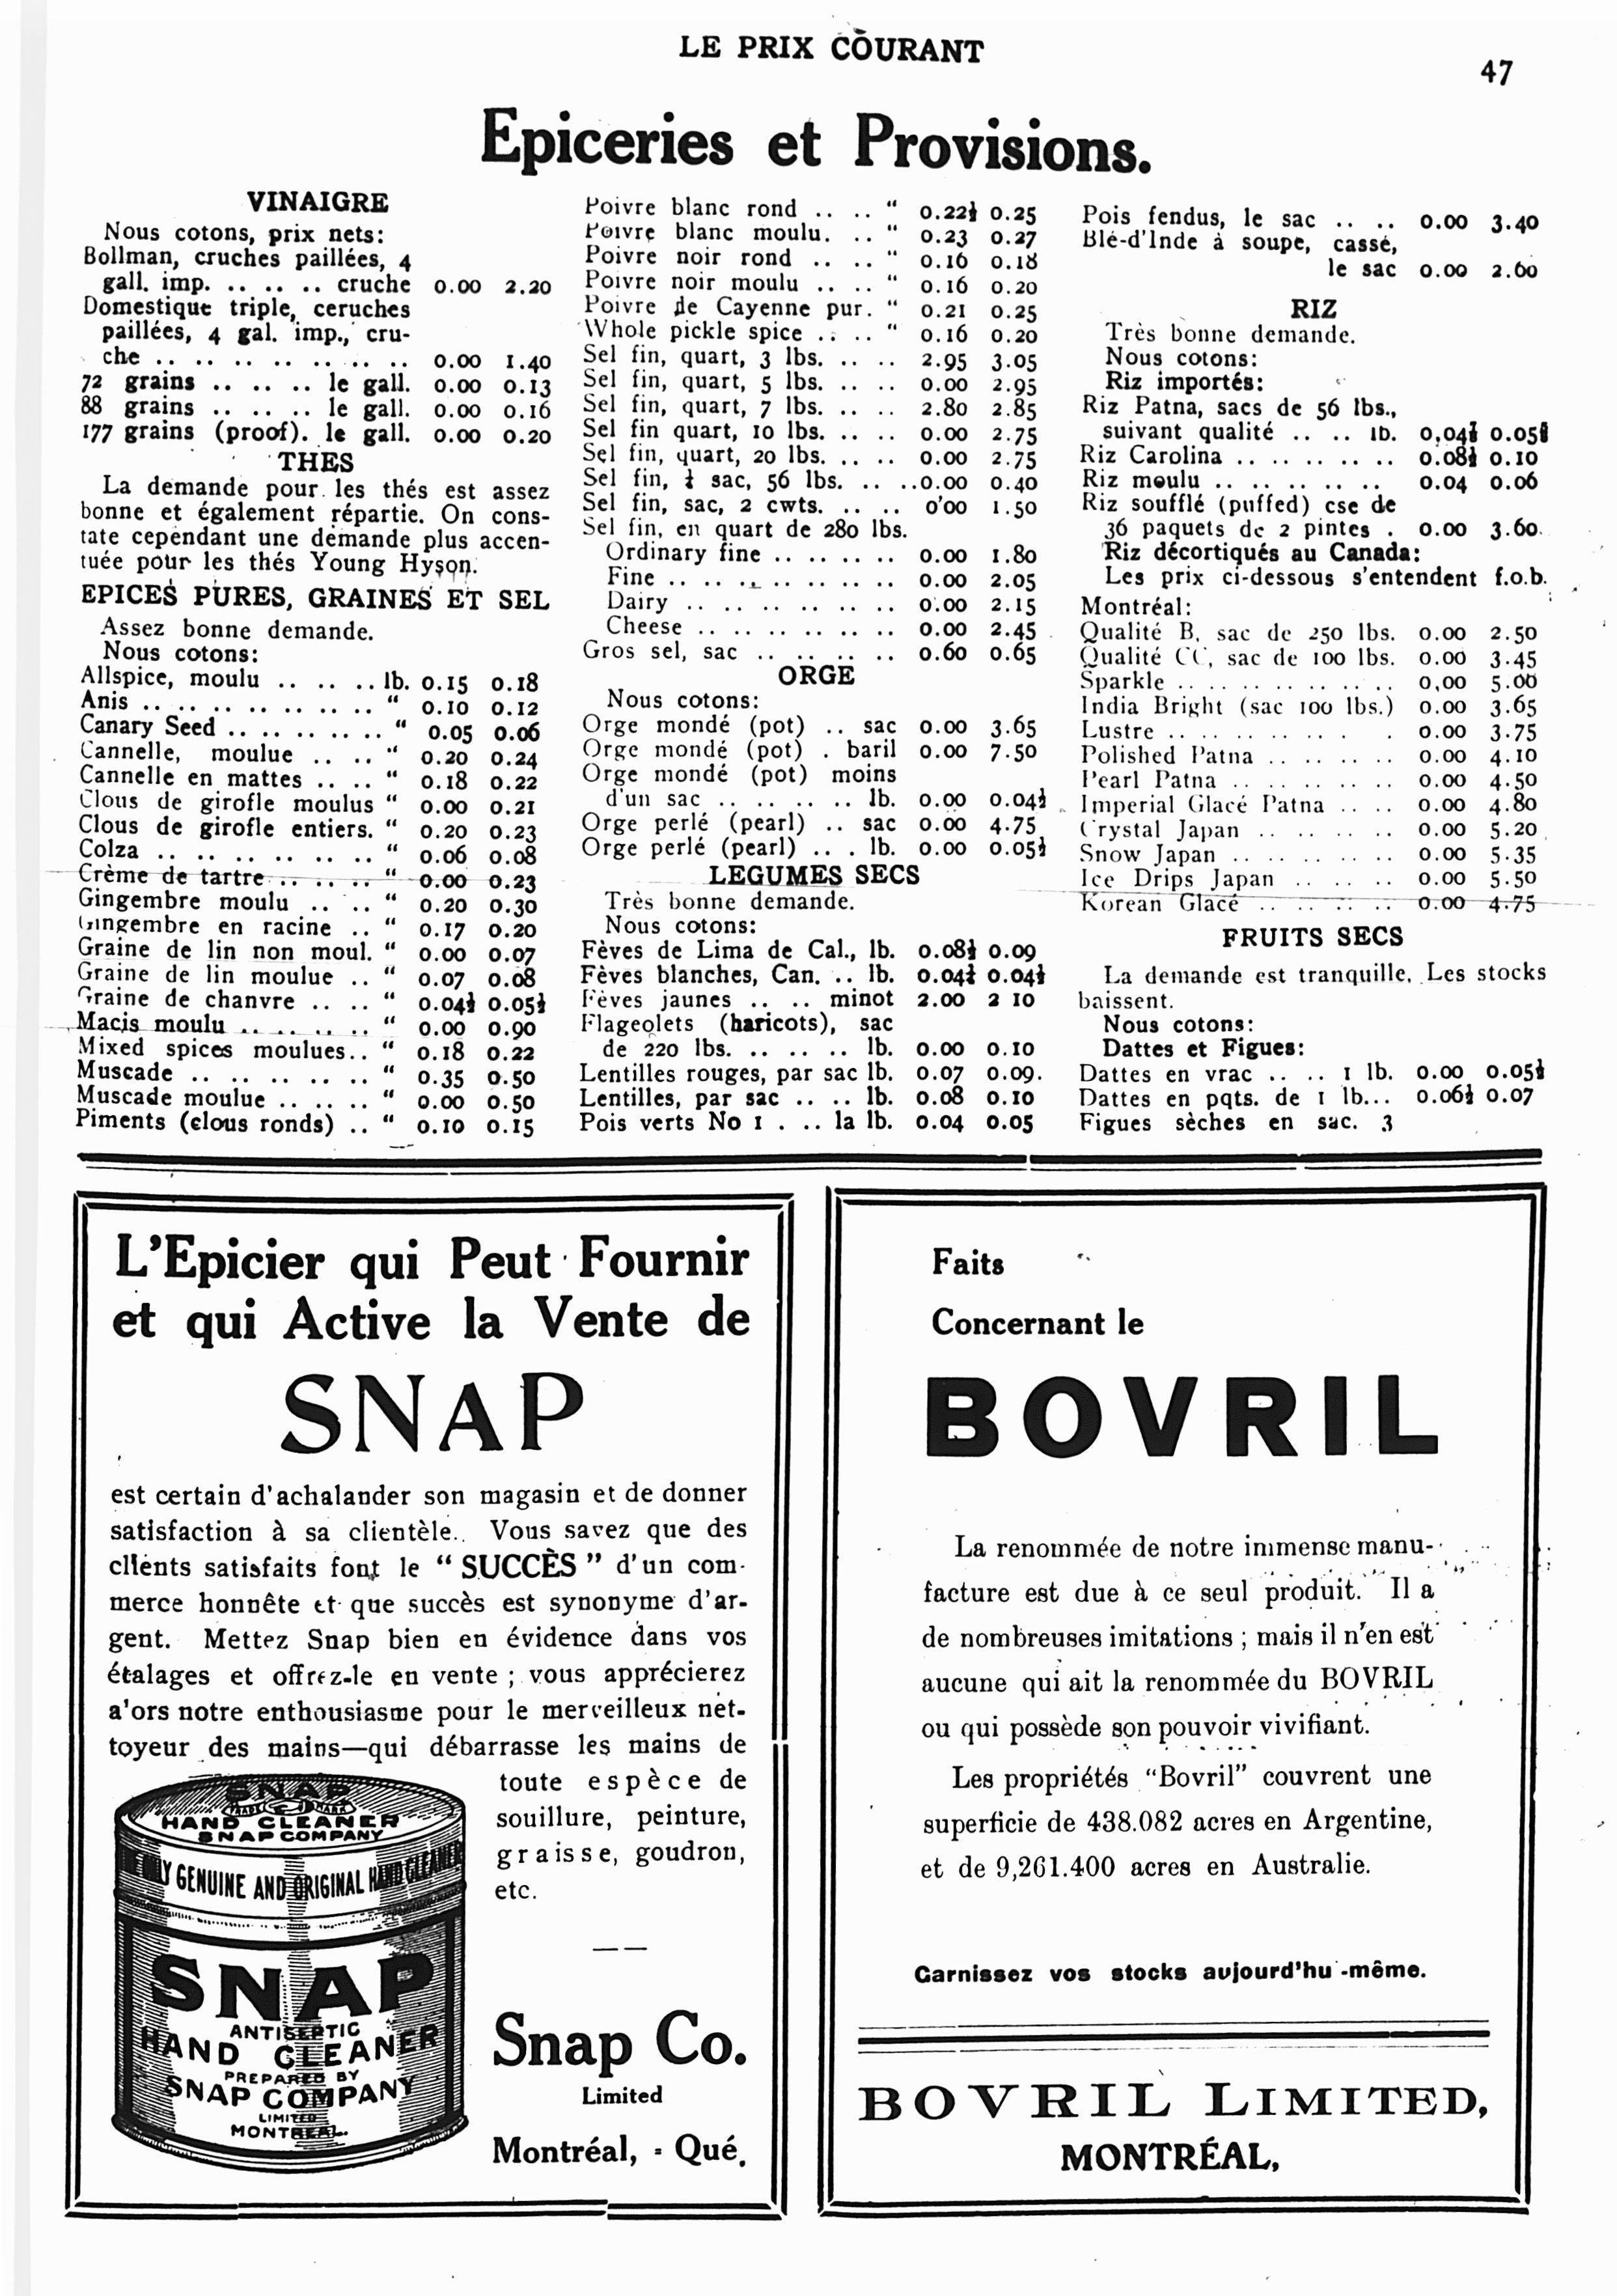 LE PRIX COURANT
47
Epiceries et Provisions.
VINAIGRE
Nous cotons, prix nets:
Bollman, cruches paillées, 4
gall. imp. .. .. .. cruche 0.00 2.20
Domestique triple, ceruches
paillées, 4 gal. imp., cru-
che .. .. .. .. .. .. .. .. 0.00 1.40
72 grains .. .. .. le gall. 0.00 0.13
88 grains .. .. .. le gall. 0.00 0.16
177 grains (proof). le gall. 0.00 0.20
THES
La demande pour les thés est assez
bonne et également répartie. On cons-
tate cependant une demande plus accen-
tuée pour les thés Young Hyson.
EPICES PURES, GRAINES ET SEL
Assez bonne demande.
Nous cotons:
Allspice, moulu .. .. .. lb. 0.15 0.18
Anis .. .. .. .. .. .. .. " 0.10 0.12
Canary Seed .. .. .. .. " 0.05 0.06
Cannelle, moulue .. .. " 0.20 0.24
Cannelle en mattes .. .. " 0.18 0.22
Clous de girofle moulus " 0.00 0.21
Clous de girofle entiers. " 0.20 0.23
Colza .. .. .. .. .. .. " 0.06 0.08
Crème de tartre .. .. .. " 0.00 0.23
Gingembre moulu .. .. " 0.20 0.30
Gingembre en racine .. " 0.17 0.20
Graine de lin non moul. " 0.00 0.07
Graine de lin moulue .. " 0.07 0.08
Graine de chanvre .. .. " 0.04½ 0.05½
Macis moulu .. .. .. .. " 0.00 0.90
Mixed spices moulues.. " 0.18 0.22
Muscade .. .. .. .. .. " 0.35 0.50
Muscade moulue .. .. .. " 0.00 0.50
Piments (clous ronds) .. " 0.10 0.15
Poivre blanc rond .. .. " 0.22½ 0.25
Poivre blanc moulu. .. " 0.23 0.27
Poivre noir rond .. .. " 0.16 0.18
Poivre noir moulu .. .. " 0.16 0.20
Poivre de Cayenne pur. " 0.21 0.25
Whole pickle spice .. .. " 0.16 0.20
Sel fin, quart, 3 lbs. .. .. 2.95 3.05
Sel fin, quart, 5 lbs. .. .. 0.00 2.95
Sel fin, quart, 7 lbs. .. .. 2.80 2.85
Sel fin quart, 10 lbs. .. .. 0.00 2.75
Sel fin, quart, 20 lbs. .. .. 0.00 2.75
Sel fin, sac, 56 lbs. .. ..0.00 0.40
Sel fin, sac, 2 cwts. .. .. 0'00 1.50
Sel fin, en quart de 280 lbs.
Ordinary fine .. .. .. .. 0.00 1.80
Fine .. .. .. .. .. .. .. 0.00 2.05
Dairy .. .. .. .. .. .. 0.00 2.15
Cheese .. .. .. .. .. .. 0.00 2.45
Gros sel, sac .. .. .. .. 0.60 0.65
ORGE
Nous cotons:
Orge mondé (pot) .. sac 0.00 3.65
Orge mondé (pot) . baril 0.00 7.50
Orge mondé (pot) moins
d'un sac .. .. .. .. lb. 0.00 0.04½
Orge perlé (pearl) .. sac 0.00 4.75
Orge perlé (pearl) .. . lb. 0.00 0.05½
LEGUMES SECS
Très bonne demande.
Nous cotons:
Fèves de Lima de Cal., lb. 0.08½ 0.09
Fèves blanches, Can. .. lb.
Fèves jaunes .. .. minot 2.00 2 10
Flageolets (haricots), sac
de 220 lbs. .. .. .. lb. 0.00 0.10
Lentilles rouges, par sac lb. 0.07 0.09.
Lentilles, par sac .. .. lb. 0.08 0.10
Pois verts No 1 . .. la lb. 0.04 0.05
Pois fendus, le sac .. .. 0.00 3.40
Blé-d'Inde à soupe, cassé,
le sac 0.00 2.60
RIZ
Très bonne demande.
Nous cotons:
Riz importés:
Riz Patna, sacs de 56 lbs.,
suivant qualité .. .. lb.
Riz Carolina .. .. .. .. .. 0.08½ 0.10
Riz moulu .. .. .. .. .. 0.04 0.06
Riz soufflé (puffed) cse de
36 paquets de 2 pintes . 0.00 3.60
Riz décortiqués au Canada:
Les prix ci-dessous s'entendent f.o.b.
Montréal:
Qualité B, sac de 250 lbs. 0.00 2.50
Qualité CC, sac de 100 lbs. 0.00 3.45
Sparkle .. .. .. .. .. .. 0,00 5.00
India Bright (sac 100 lbs.) 0.00 3.65
Lustre .. .. .. .. .. . 0.00 3.75
Polished Patna .. .. .. .. 0.00 4.10
Pearl Patna .. .. .. .. .. 0.00 4.50
Imperial Glacé Patna .. .. 0.00 4.80
Crystal Japan .. .. .. .. 0.00 5.20
Snow Japan .. .. .. .. .. 0.00 5.35
Ice Drips Japan .. .. .. 0.00 5.50
Korean Glacé .. .. .. .. 0.00 4.75
FRUITS SECS
La demande est tranquille. Les stocks
baissent.
Nous cotons:
Dattes et Figues:
Dattes en vrac .. .. 1 lb. 0.00 0.05½
Dattes en pqts. de 1 lb... 0.06½ 0.07
Figues sèches en sac. 3
L'Epicier qui Peut Fournir
et qui Active la Vente de
SNAP
est certain d'achalander son magasin et de donner
satisfaction à sa clientèle. Vous savez que des
clients satisfaits font le " SUCCÈS " d'un com-
merce honnête et que succès est synonyme d'ar-
gent. Mettez Snap bien en évidence dans vos
étalages et offrez-le en vente ; vous apprécierez
a'ors notre enthousiasme pour le merveilleux net-
toyeur des mains—qui débarrasse les mains de
toute espèce de
souillure, peinture,
graisse, goudron,
etc.
SNAP
TRADE MARK
HAND CLEANER
SNAP COMPANY
THE ONLY GENUINE AND ORIGINAL HAND CLEANER
SNAP
ANTISEPTIC
HAND CLEANER
PREPARED BY
SNAP COMPANY
LIMITED
MONTREAL.
Snap Co.
Limited
Montréal, - Qué.
Faits
Concernant le
BOVRIL
La renommée de notre immense manu-
facture est due à ce seul produit. Il a
de nombreuses imitations ; mais il n'en est
aucune qui ait la renommée du BOVRIL
ou qui possède son pouvoir vivifiant.
Les propriétés "Bovril" couvrent une
superficie de 438.082 acres en Argentine,
et de 9,261.400 acres en Australie.
Garnissez vos stocks aujourd'hu -même.
BOVRIL LIMITED,
MONTRÉAL,